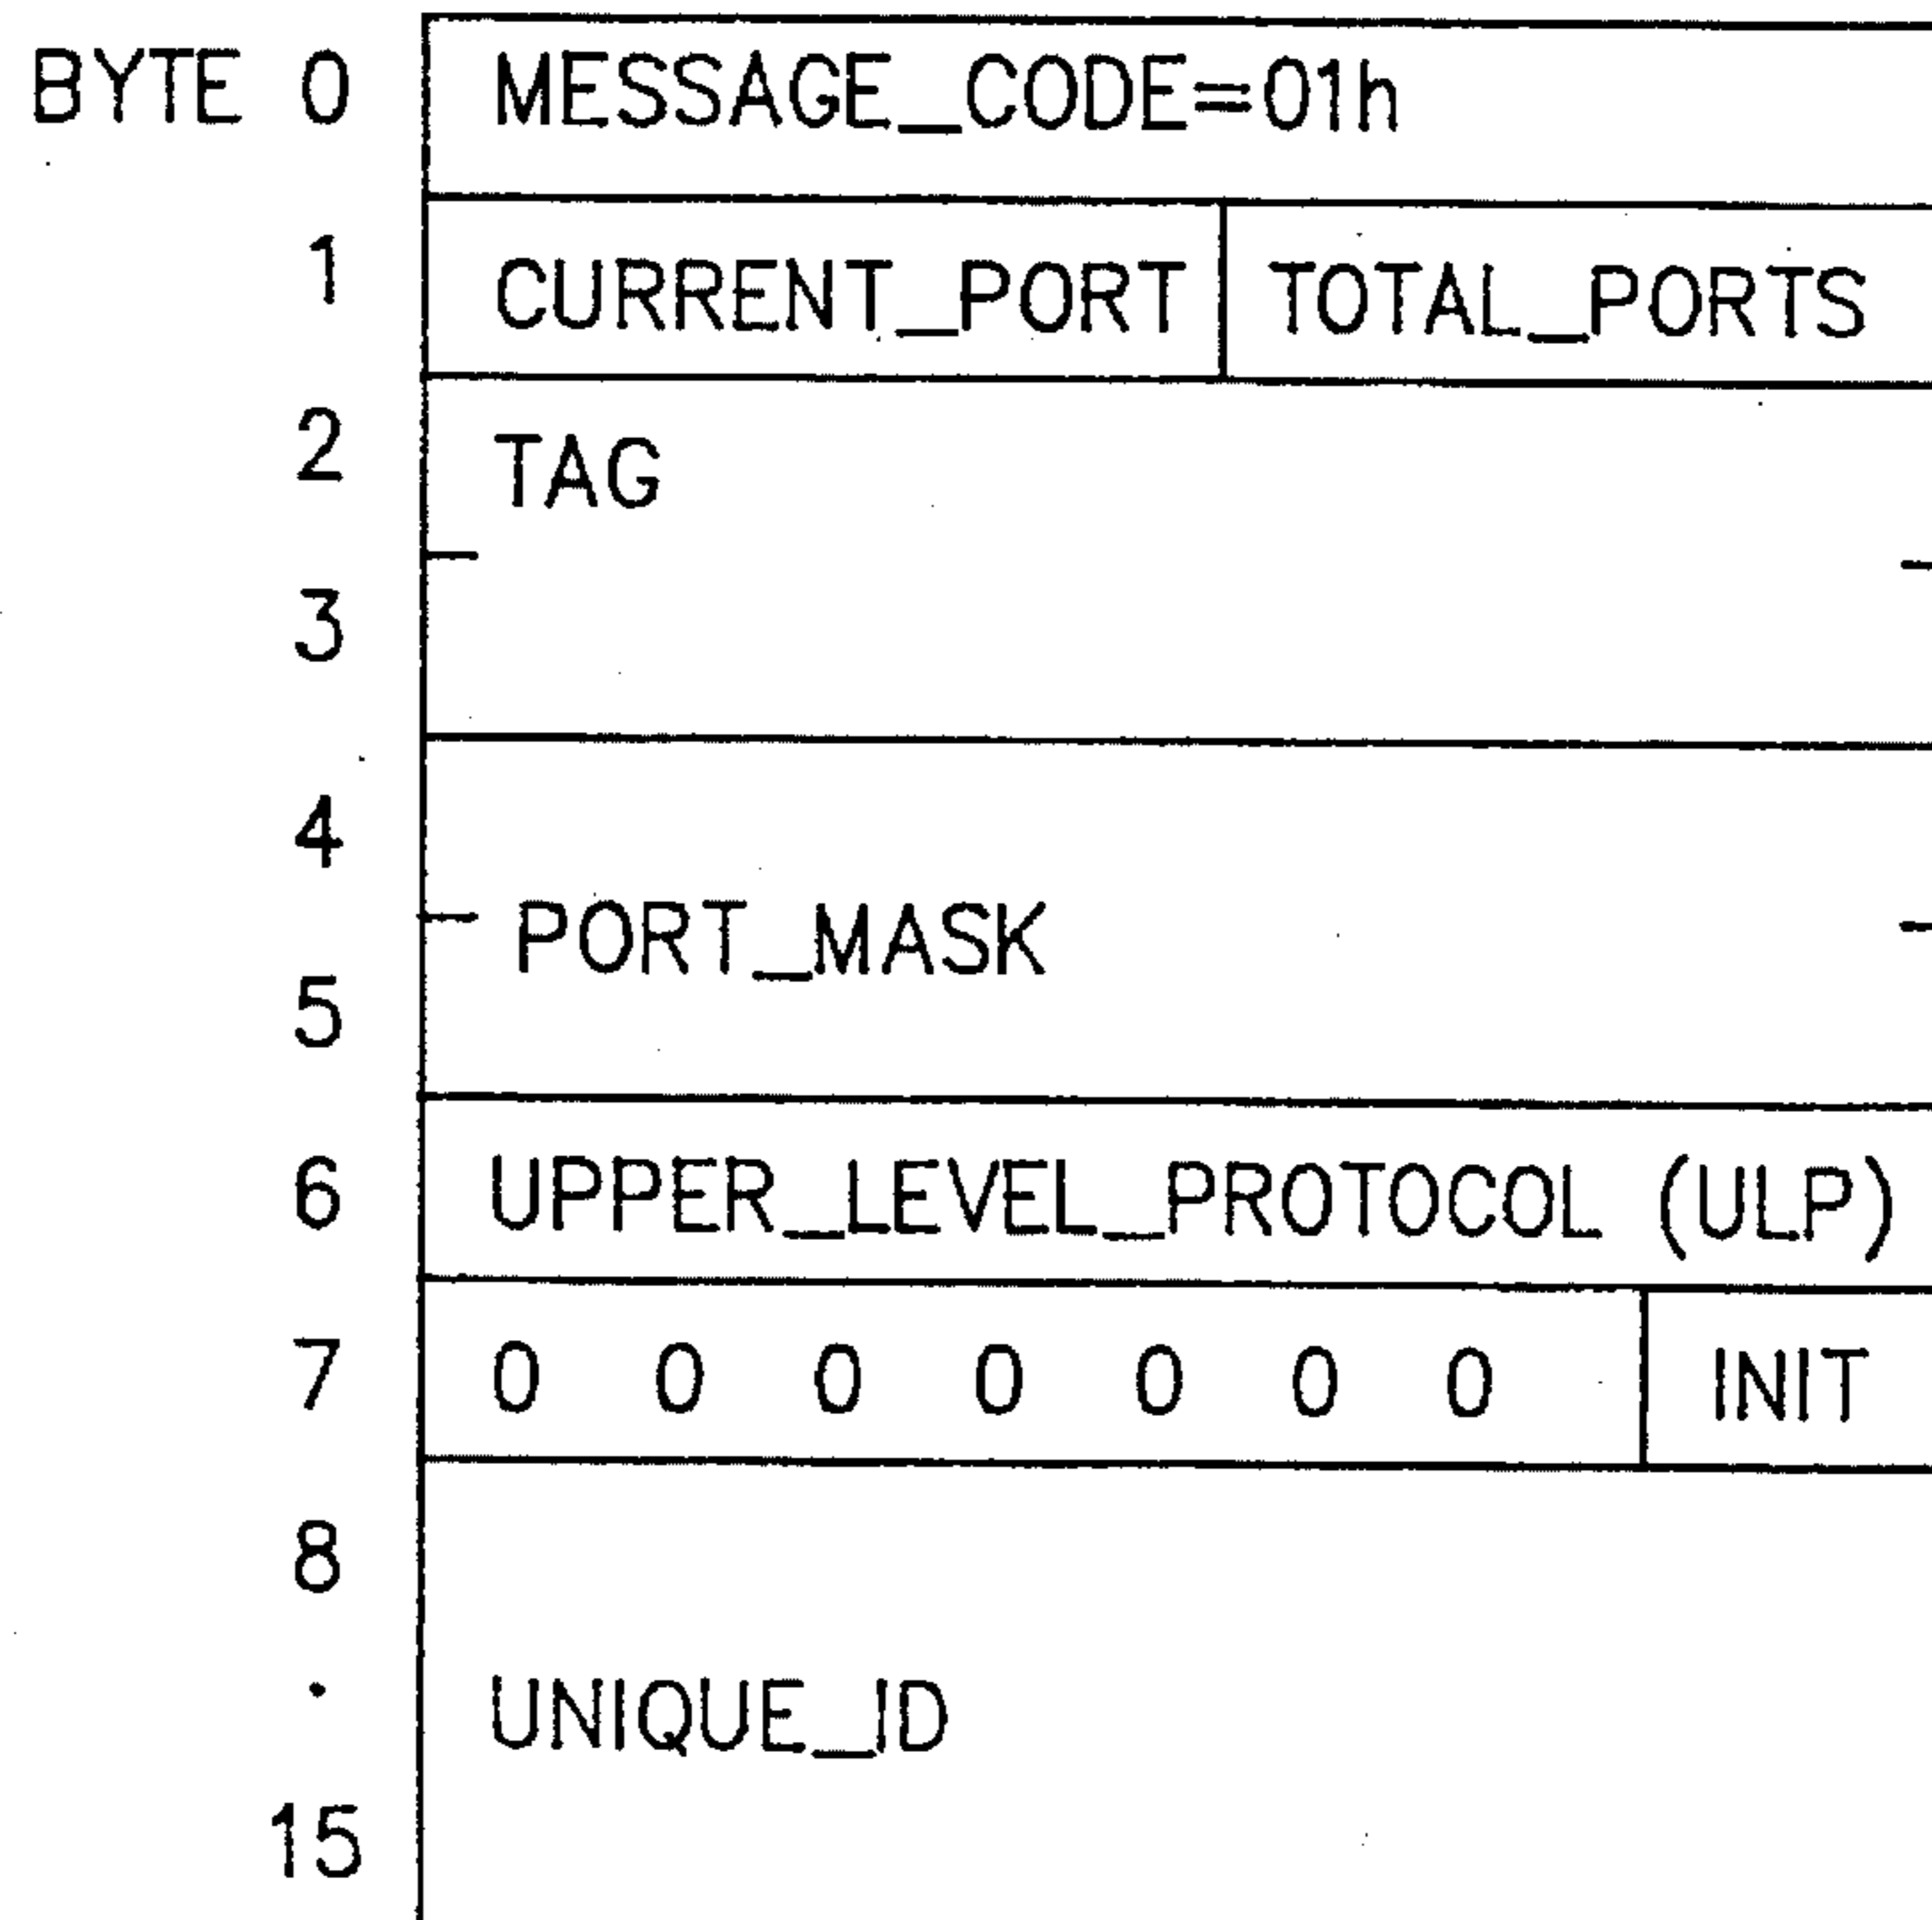 BYTE 0 MESSAGE_CODE=01h
1 CURRENT_PORT TOTAL_PORTS
2 TAG
3
4
PORT_MASK
5
6 UPPER_LEVEL_PROTOCOL (ULP)
7 0 0 0 0 0 0 0 INIT
8
. UNIQUE_ID
15